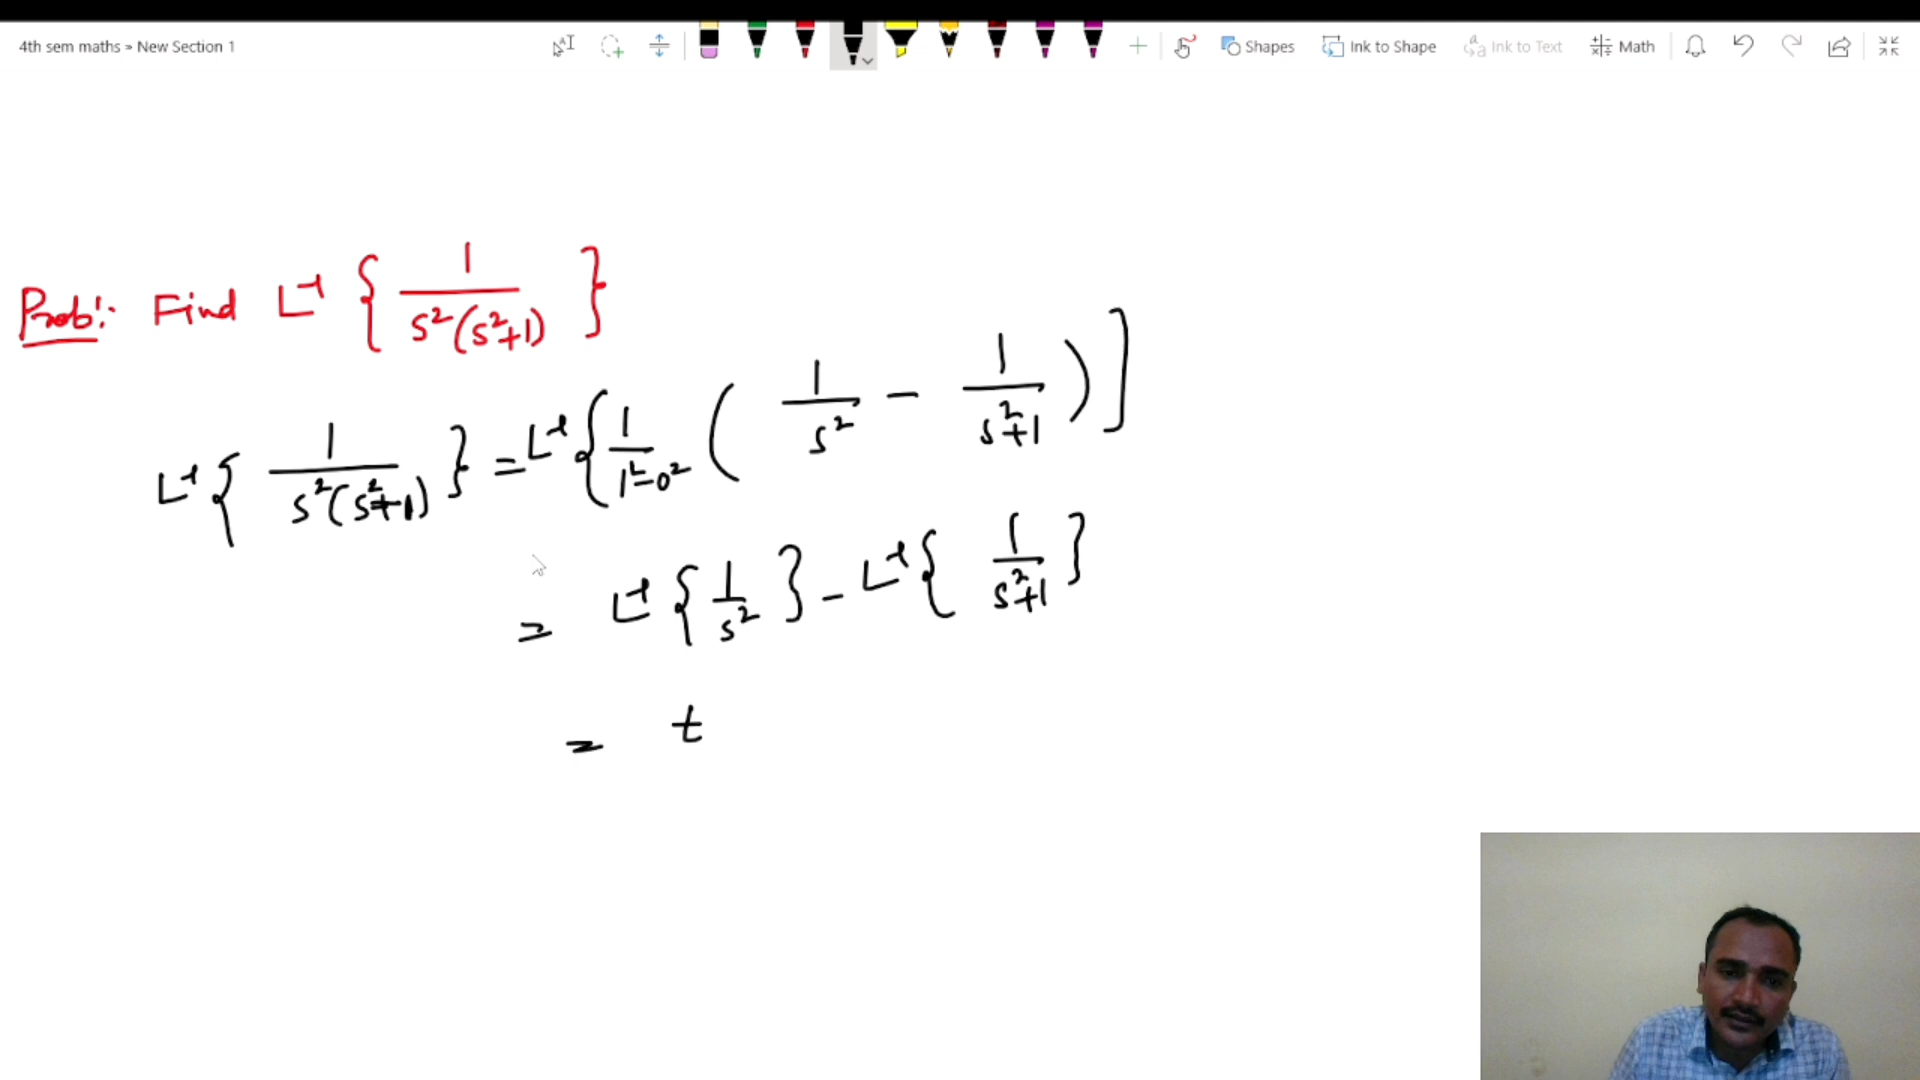 4th sem maths » New Section 1
Shapes Ink to Shape Ink to Text Math
Prob:- Find L⁻¹ { 1 / s²(s²+1) }
L⁻¹ { 1 / s²(s²+1) } = L⁻¹ { 1 / 1²-0² ( 1 / s² - 1 / s²+1 ) ]
= L⁻¹ { 1 / s² } - L⁻¹ { 1 / s²+1 }
= t